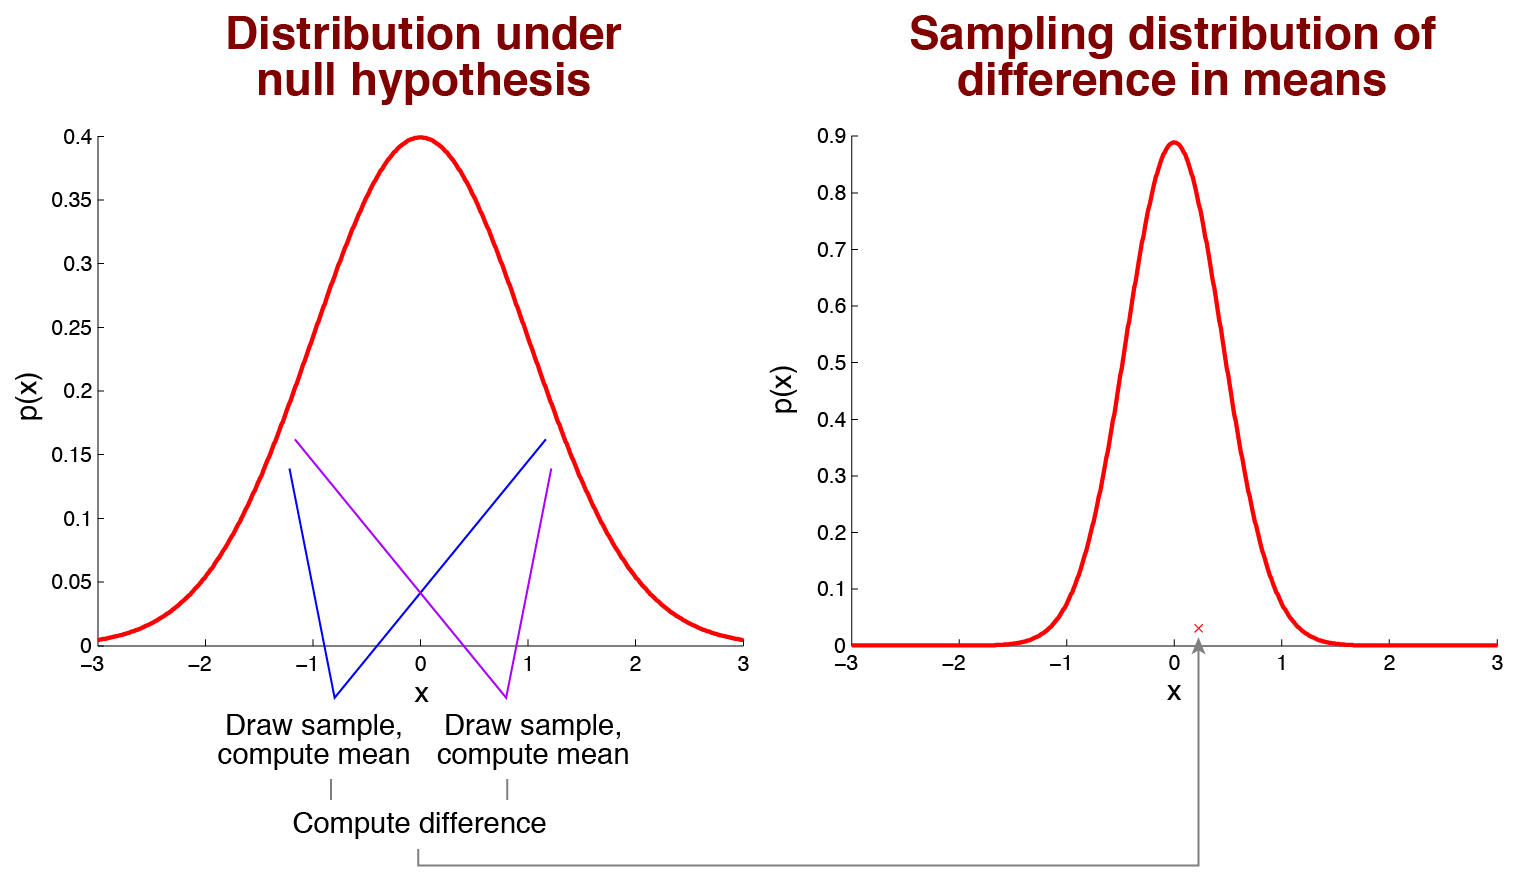 Distribution under
null hypothesis
0.4
0.35
0.3
0.25
0.2
0.15
0.1
0.05
0
p(x)
−3
−2
−1
0
1
2
3
x
Draw sample,
compute mean
Draw sample,
compute mean
Compute difference
Sampling distribution of
difference in means
0.9
0.8
0.7
0.6
0.5
0.4
0.3
0.2
0.1
0
p(x)
−3
−2
−1
0
1
2
3
x